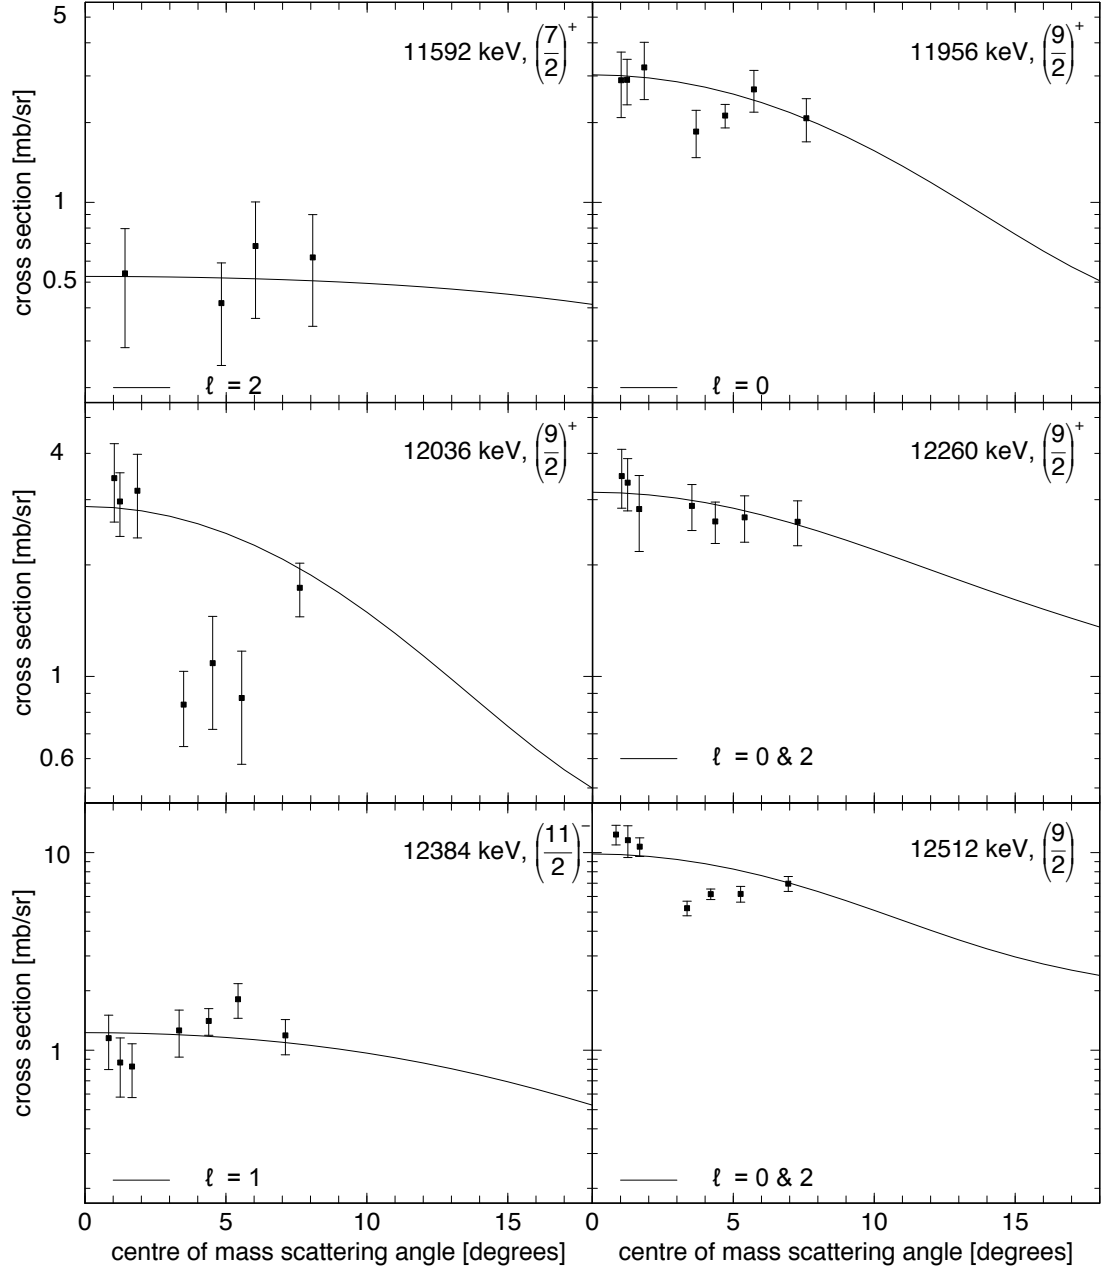 5
1
0.5
cross section [mb/sr]
11592 keV, (7/2)+
ℓ = 2
11956 keV, (9/2)+
ℓ = 0
4
1
0.6
cross section [mb/sr]
12036 keV, (9/2)+
12260 keV, (9/2)+
ℓ = 0 & 2
10
1
cross section [mb/sr]
12384 keV, (11/2)−
ℓ = 1
12512 keV, (9/2)
ℓ = 0 & 2
0 5 10 15 0 5 10 15
centre of mass scattering angle [degrees] centre of mass scattering angle [degrees]